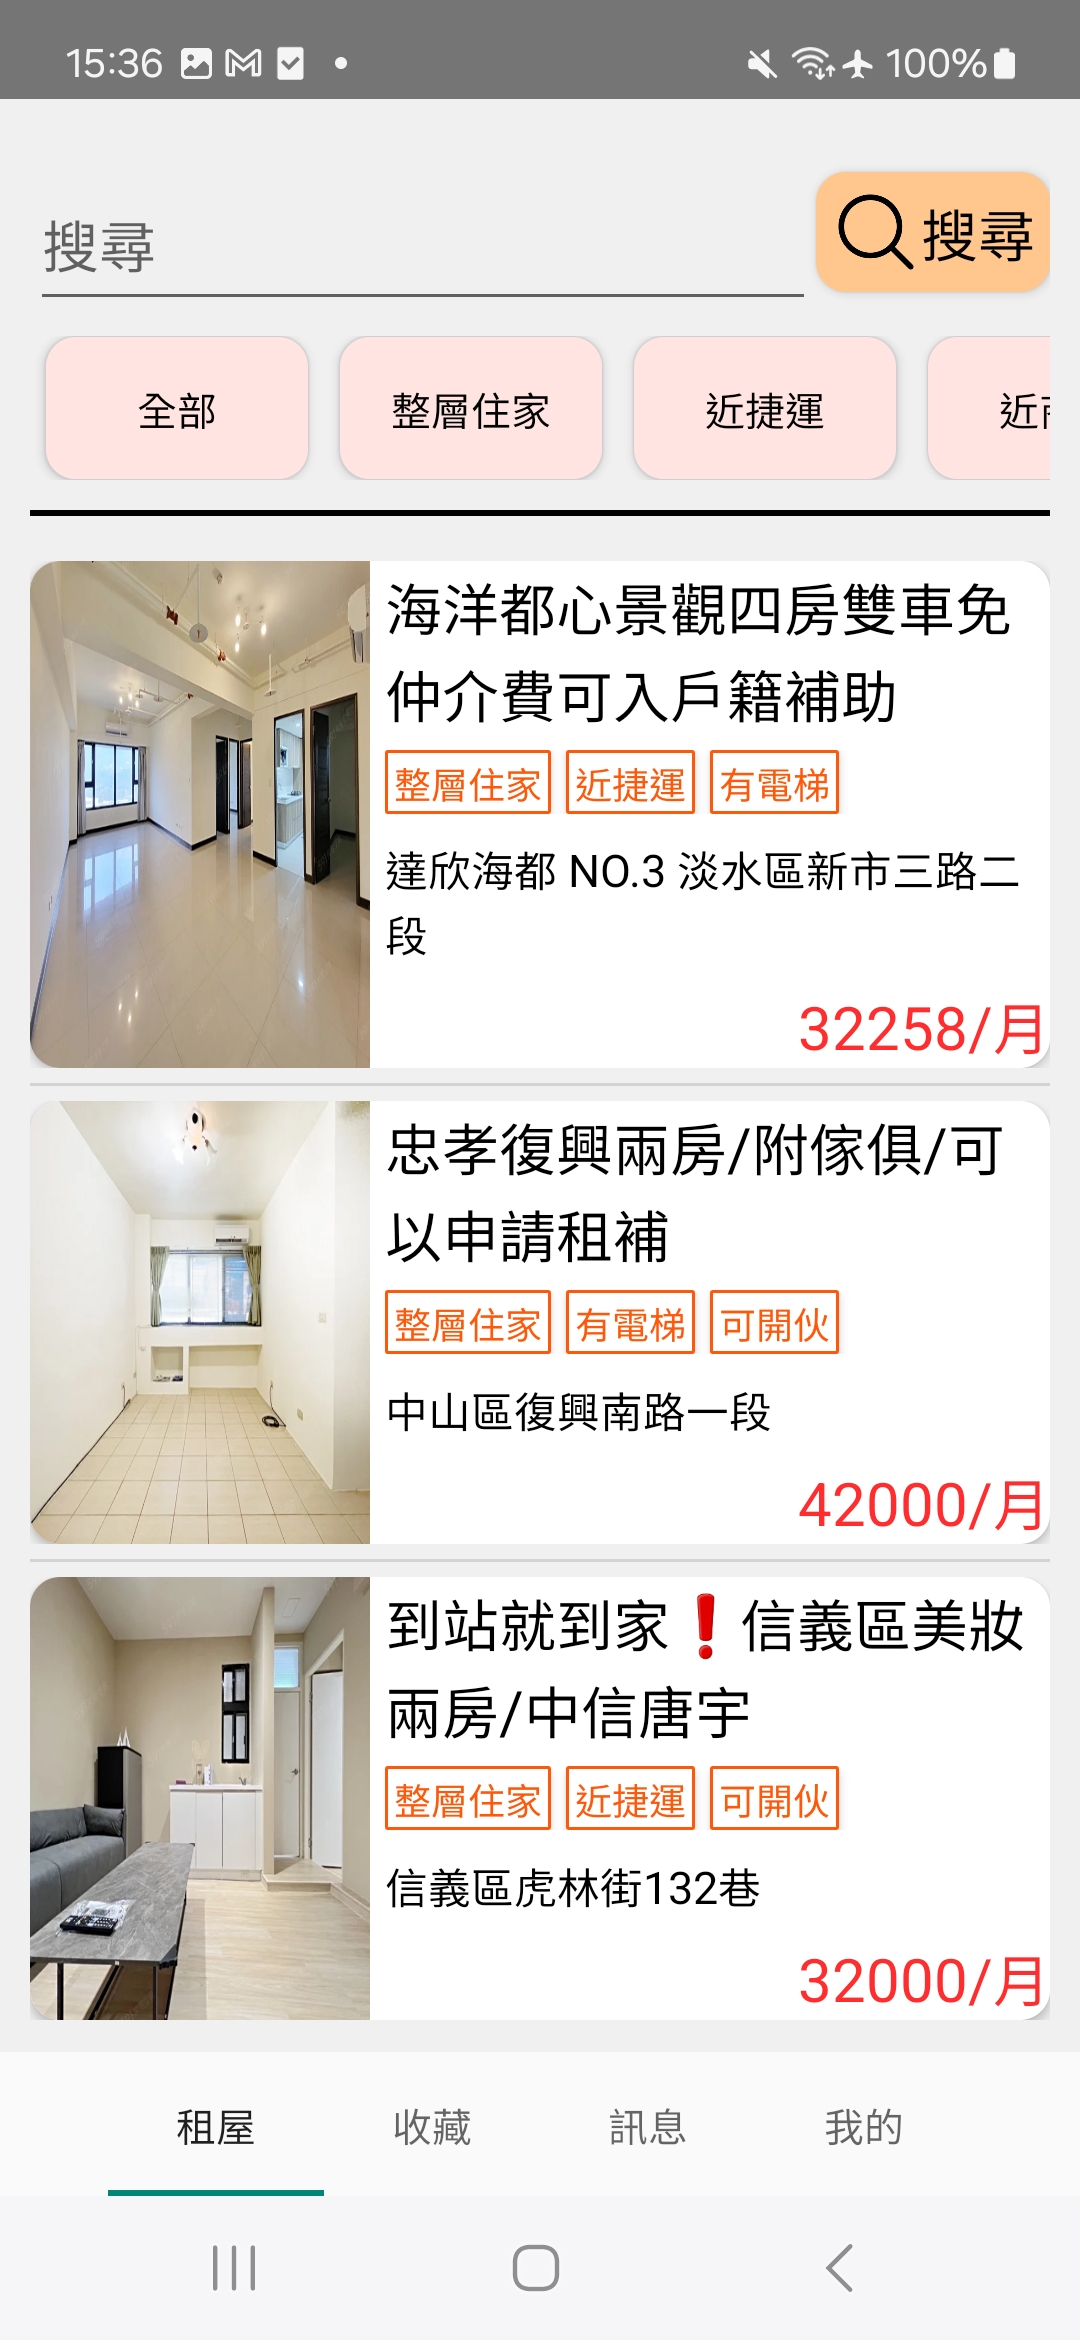 15:36
100%
搜尋
搜尋
全部
整層住家
近捷運
近
海洋都心景觀四房雙車免
仲介費可入戶籍補助
整層住家 近捷運 有電梯
達欣海都 NO.3 淡水區新市三路二
段
32258/月
忠孝復興兩房/附傢俱/可
以申請租補
整層住家 有電梯 可開伙
中山區復興南路一段
42000/月
到站就到家❗信義區美妝
兩房/中信唐宇
整層住家 近捷運 可開伙
信義區虎林街132巷
32000/月
租屋
收藏
訊息
我的